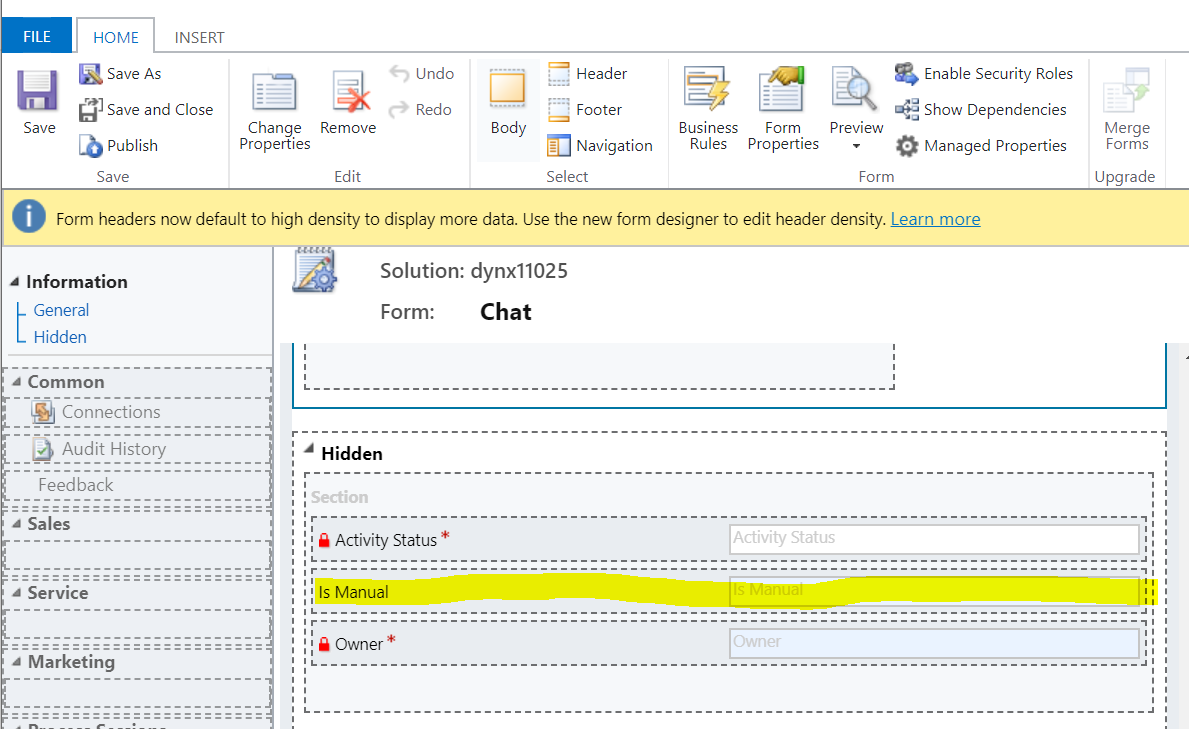 FILE HOME INSERT
Save
Save As
Save and Close
Publish
Save
Change Properties
Remove
Undo
Redo
Edit
Body
Header
Footer
Navigation
Select
Business Rules
Form Properties
Preview
Enable Security Roles
Show Dependencies
Managed Properties
Form
Merge Forms
Upgrade
Form headers now default to high density to display more data. Use the new form designer to edit header density. Learn more
Information
General
Hidden
Common
Connections
Audit History
Feedback
Sales
Service
Marketing
Process Sessions
Solution: dynx11025
Form: Chat
Hidden
Section
Activity Status * Activity Status
Is Manual Is Manual
Owner * Owner